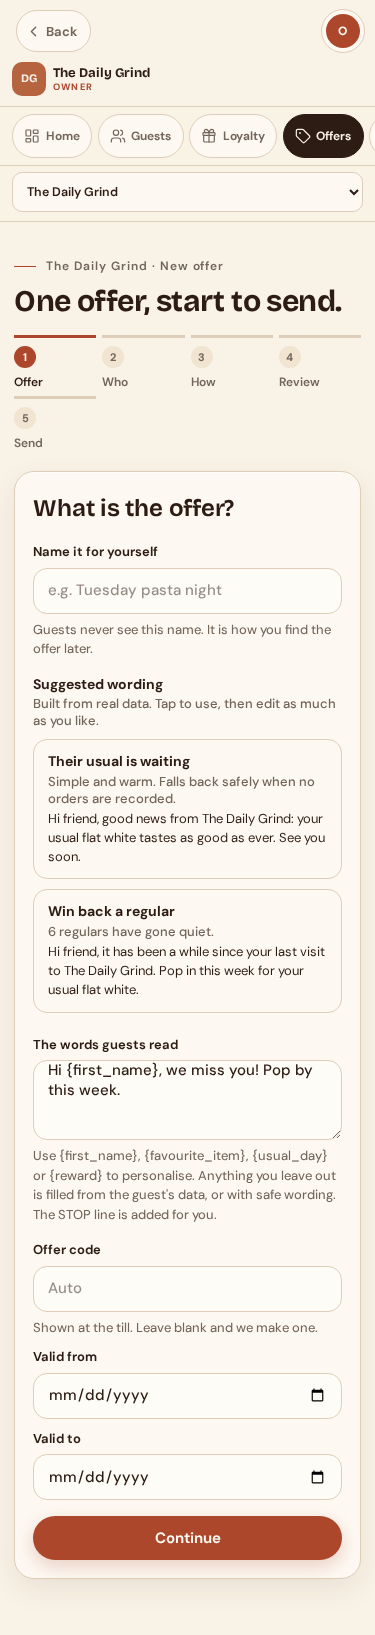 Back
O
DG
The Daily Grind
OWNER
Home
Guests
Loyalty
Offers
The Daily Grind
The Daily Grind · New offer
One offer, start to send.
1
2
3
4
Offer
Who
How
Review
5
Send
What is the offer?
Name it for yourself
e.g. Tuesday pasta night
Guests never see this name. It is how you find the
offer later.
Suggested wording
Built from real data. Tap to use, then edit as much
as you like.
Their usual is waiting
Simple and warm. Falls back safely when no
orders are recorded.
Hi friend, good news from The Daily Grind: your
usual flat white tastes as good as ever. See you
soon.
Win back a regular
6 regulars have gone quiet.
Hi friend, it has been a while since your last visit
to The Daily Grind. Pop in this week for your
usual flat white.
The words guests read
Hi {first_name}, we miss you! Pop by
this week.
Use {first_name}, {favourite_item}, {usual_day}
or {reward} to personalise. Anything you leave out
is filled from the guest's data, or with safe wording.
The STOP line is added for you.
Offer code
Auto
Shown at the till. Leave blank and we make one.
Valid from
mm/dd/yyyy
Valid to
mm/dd/yyyy
Continue